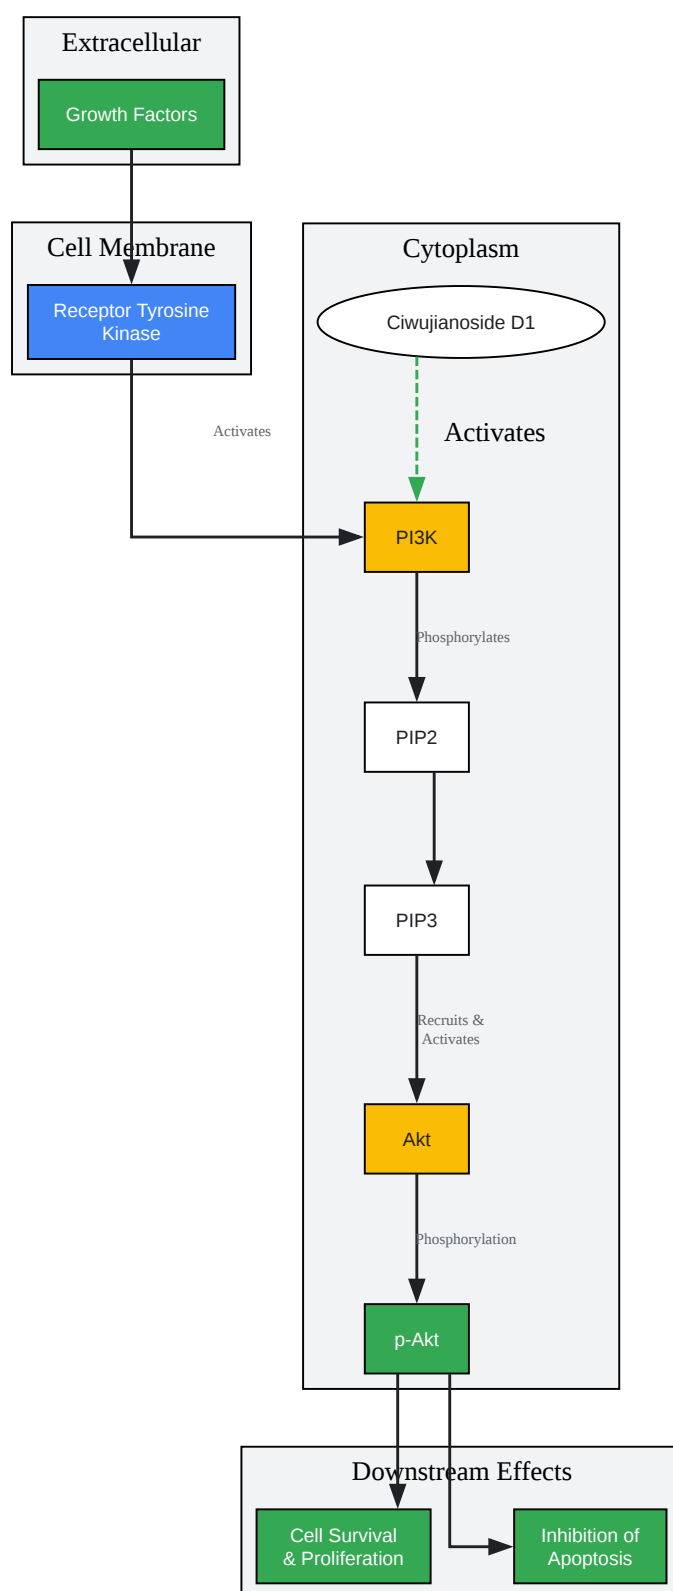 Extracellular
Growth Factors
Cell Membrane
Receptor Tyrosine
Kinase
Cytoplasm
Ciwujianoside D1
Activates
Activates
PI3K
Phosphorylates
PIP2
PIP3
Recruits &
Activates
Akt
Phosphorylation
p-Akt
Downstream Effects
Cell Survival
& Proliferation
Inhibition of
Apoptosis